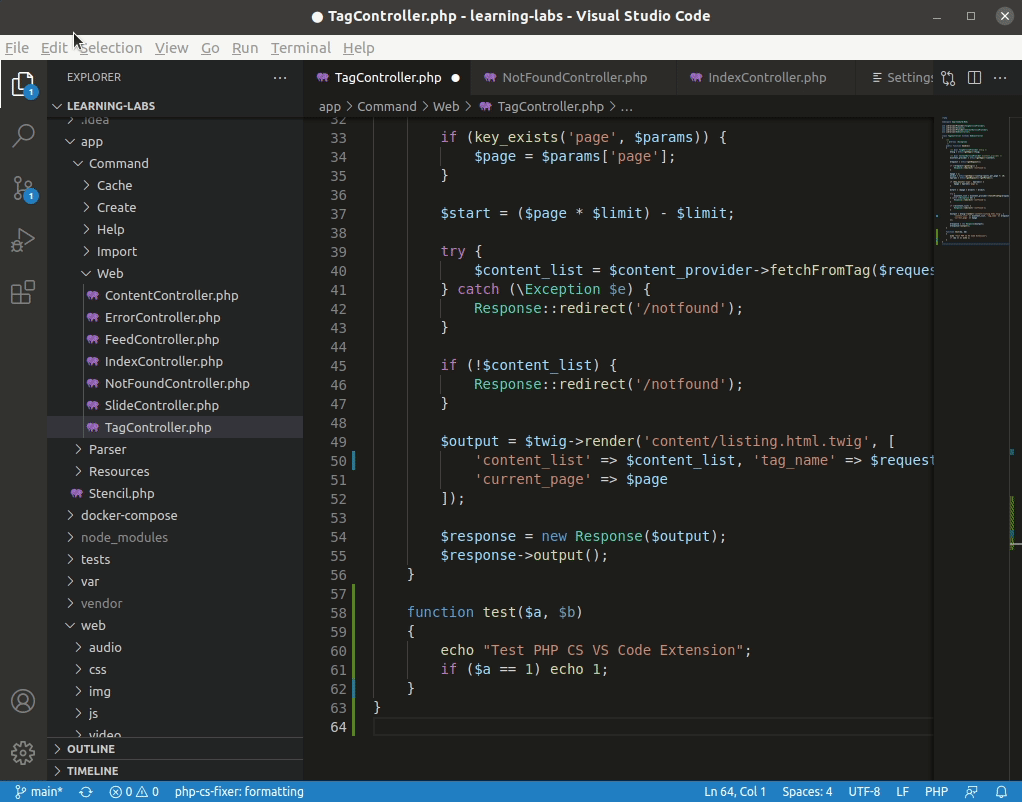 TagController.php - learning-labs - Visual Studio Code
File Edit Selection View Go Run Terminal Help
EXPLORER
LEARNING-LABS
.idea
app
Command
Cache
Create
Help
Import
Web
ContentController.php
ErrorController.php
FeedController.php
IndexController.php
NotFoundController.php
SlideController.php
TagController.php
Parser
Resources
Stencil.php
docker-compose
node_modules
tests
var
vendor
web
audio
css
img
js
video
OUTLINE
TIMELINE
1
1
TagController.php ● NotFoundController.php IndexController.php Settings
app > Command > Web > TagController.php > ...
32
33 if (key_exists('page', $params)) {
34 $page = $params['page'];
35 }
36
37 $start = ($page * $limit) - $limit;
38
39 try {
40 $content_list = $content_provider->fetchFromTag($reques
41 } catch (\Exception $e) {
42 Response::redirect('/notfound');
43 }
44
45 if (!$content_list) {
46 Response::redirect('/notfound');
47 }
48
49 $output = $twig->render('content/listing.html.twig', [
50 'content_list' => $content_list, 'tag_name' => $request
51 'current_page' => $page
52 ]);
53
54 $response = new Response($output);
55 $response->output();
56 }
57
58 function test($a, $b)
59 {
60 echo "Test PHP CS VS Code Extension";
61 if ($a == 1) echo 1;
62 }
63 }
64
main* 0 0 php-cs-fixer: formatting Ln 64, Col 1 Spaces: 4 UTF-8 LF PHP